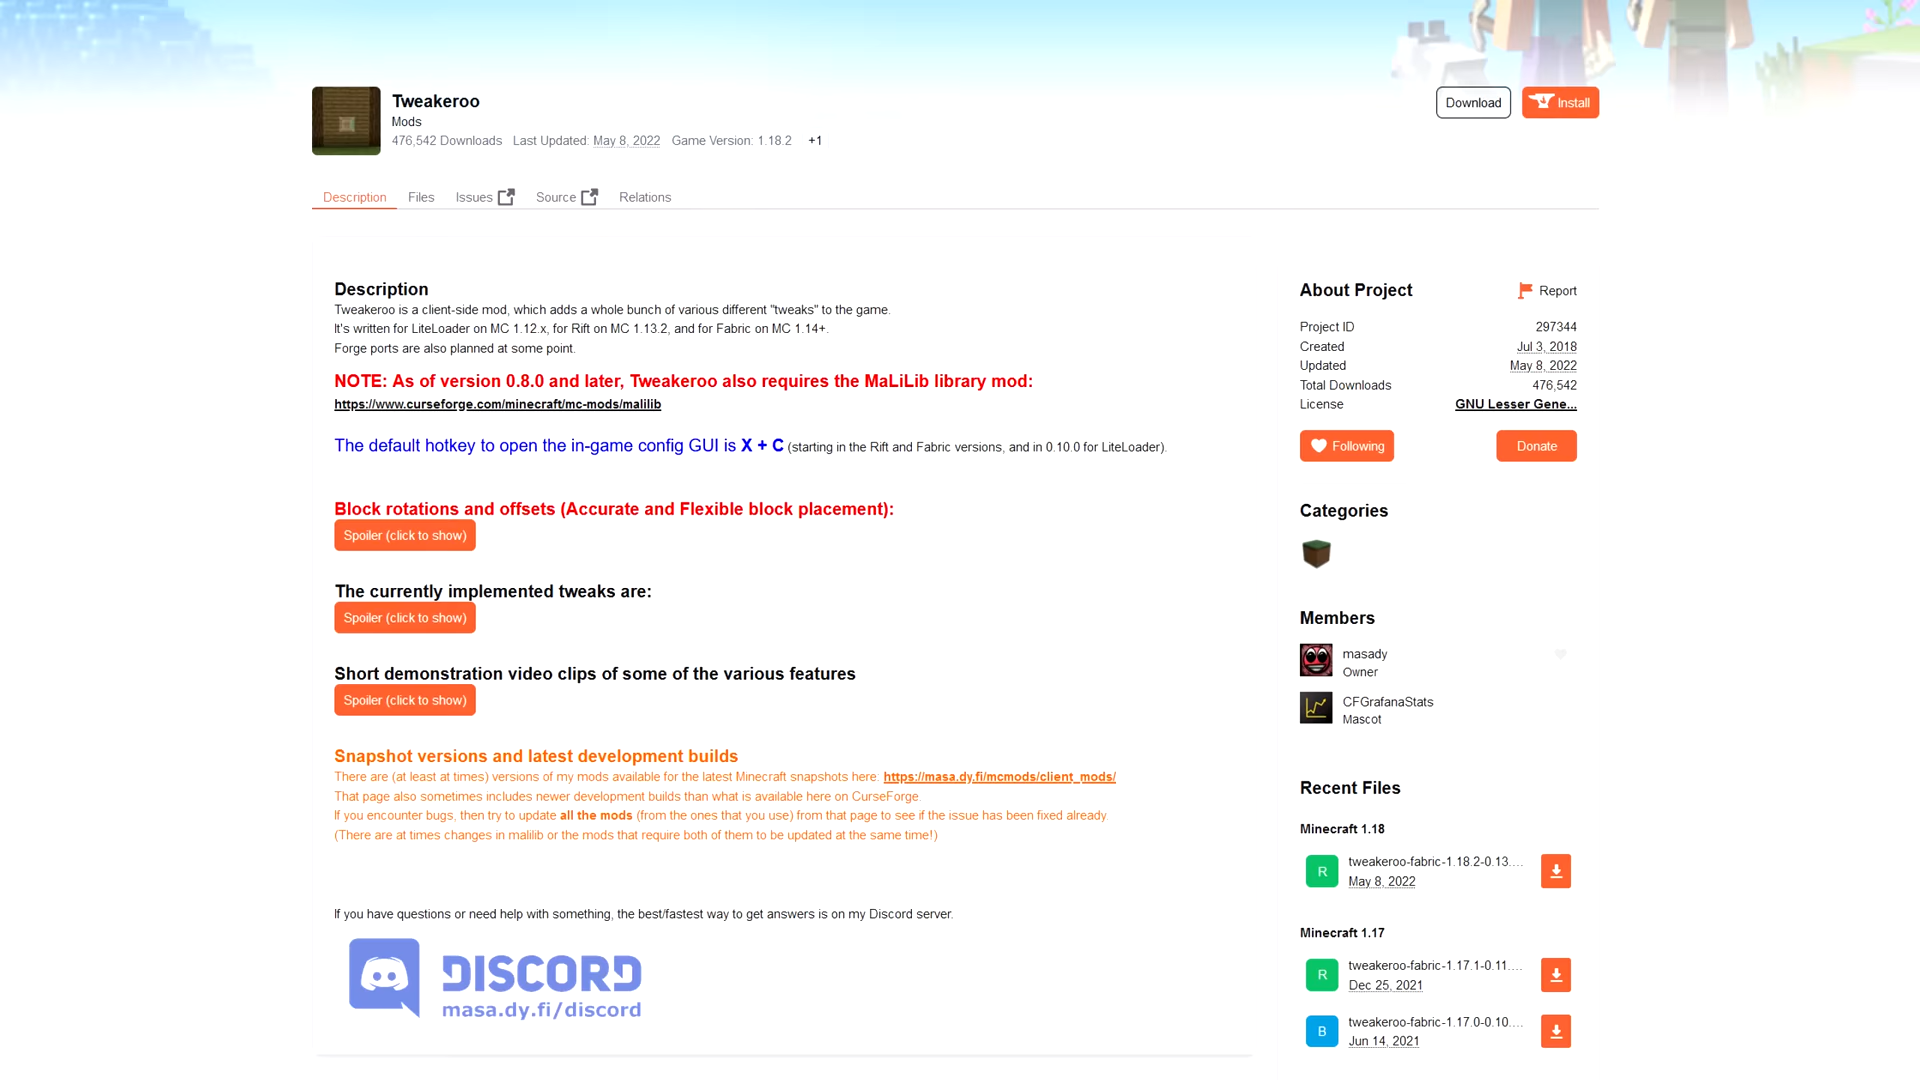 Tweakeroo
Mods
476,542 Downloads Last Updated: May 8, 2022 Game Version: 1.18.2 +1
Download
Install
Description Files Issues Source Relations
Description
Tweakeroo is a client-side mod, which adds a whole bunch of various different "tweaks" to the game.
It's written for LiteLoader on MC 1.12.x, for Rift on MC 1.13.2, and for Fabric on MC 1.14+.
Forge ports are also planned at some point.
NOTE: As of version 0.8.0 and later, Tweakeroo also requires the MaLiLib library mod:
https://www.curseforge.com/minecraft/mc-mods/malilib
The default hotkey to open the in-game config GUI is X + C (starting in the Rift and Fabric versions, and in 0.10.0 for LiteLoader).
Block rotations and offsets (Accurate and Flexible block placement):
Spoiler (click to show)
The currently implemented tweaks are:
Spoiler (click to show)
Short demonstration video clips of some of the various features
Spoiler (click to show)
Snapshot versions and latest development builds
There are (at least at times) versions of my mods available for the latest Minecraft snapshots here: https://masa.dy.fi/mcmods/client_mods/
That page also sometimes includes newer development builds than what is available here on CurseForge.
If you encounter bugs, then try to update all the mods (from the ones that you use) from that page to see if the issue has been fixed already.
(There are at times changes in malilib or the mods that require both of them to be updated at the same time!)
If you have questions or need help with something, the best/fastest way to get answers is on my Discord server.
DISCORD
masa.dy.fi/discord
About Project
Report
Project ID 297344
Created Jul 3, 2018
Updated May 8, 2022
Total Downloads 476,542
License GNU Lesser Gene...
Following
Donate
Categories
Members
masady
Owner
CFGrafanaStats
Mascot
Recent Files
Minecraft 1.18
R
tweakeroo-fabric-1.18.2-0.13....
May 8, 2022
Minecraft 1.17
R
tweakeroo-fabric-1.17.1-0.11....
Dec 25, 2021
B
tweakeroo-fabric-1.17.0-0.10....
Jun 14, 2021